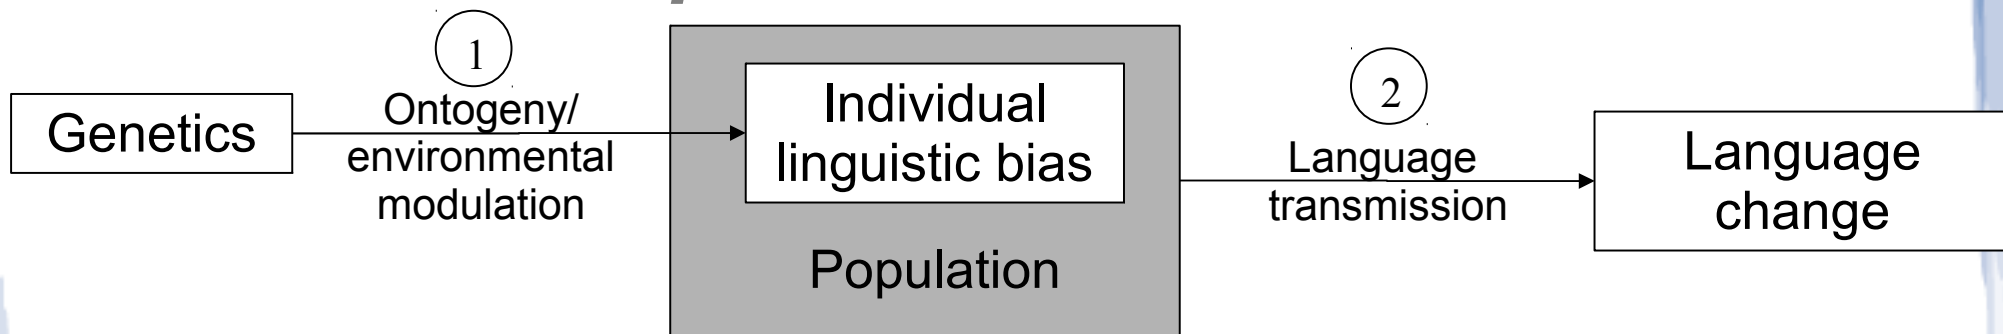 1
Genetics
Ontogeny/
environmental
modulation
Individual
linguistic bias
Population
2
Language
transmission
Language
change